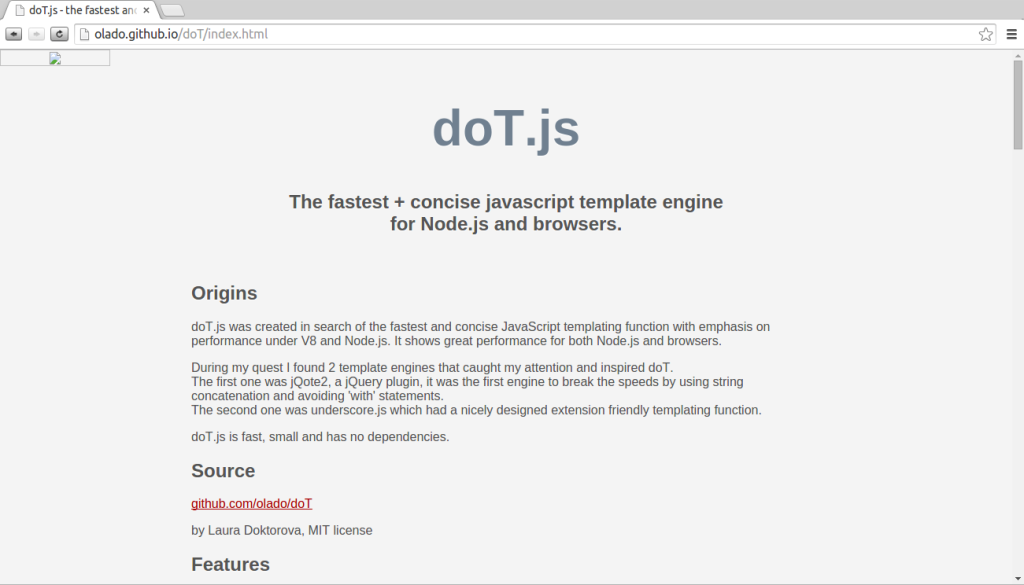 doT.js - the fastest an
olado.github.io/doT/index.html
doT.js
The fastest + concise javascript template engine
for Node.js and browsers.
Origins
doT.js was created in search of the fastest and concise JavaScript templating function with emphasis on
performance under V8 and Node.js. It shows great performance for both Node.js and browsers.
During my quest I found 2 template engines that caught my attention and inspired doT.
The first one was jQote2, a jQuery plugin, it was the first engine to break the speeds by using string
concatenation and avoiding 'with' statements.
The second one was underscore.js which had a nicely designed extension friendly templating function.
doT.js is fast, small and has no dependencies.
Source
github.com/olado/doT
by Laura Doktorova, MIT license
Features